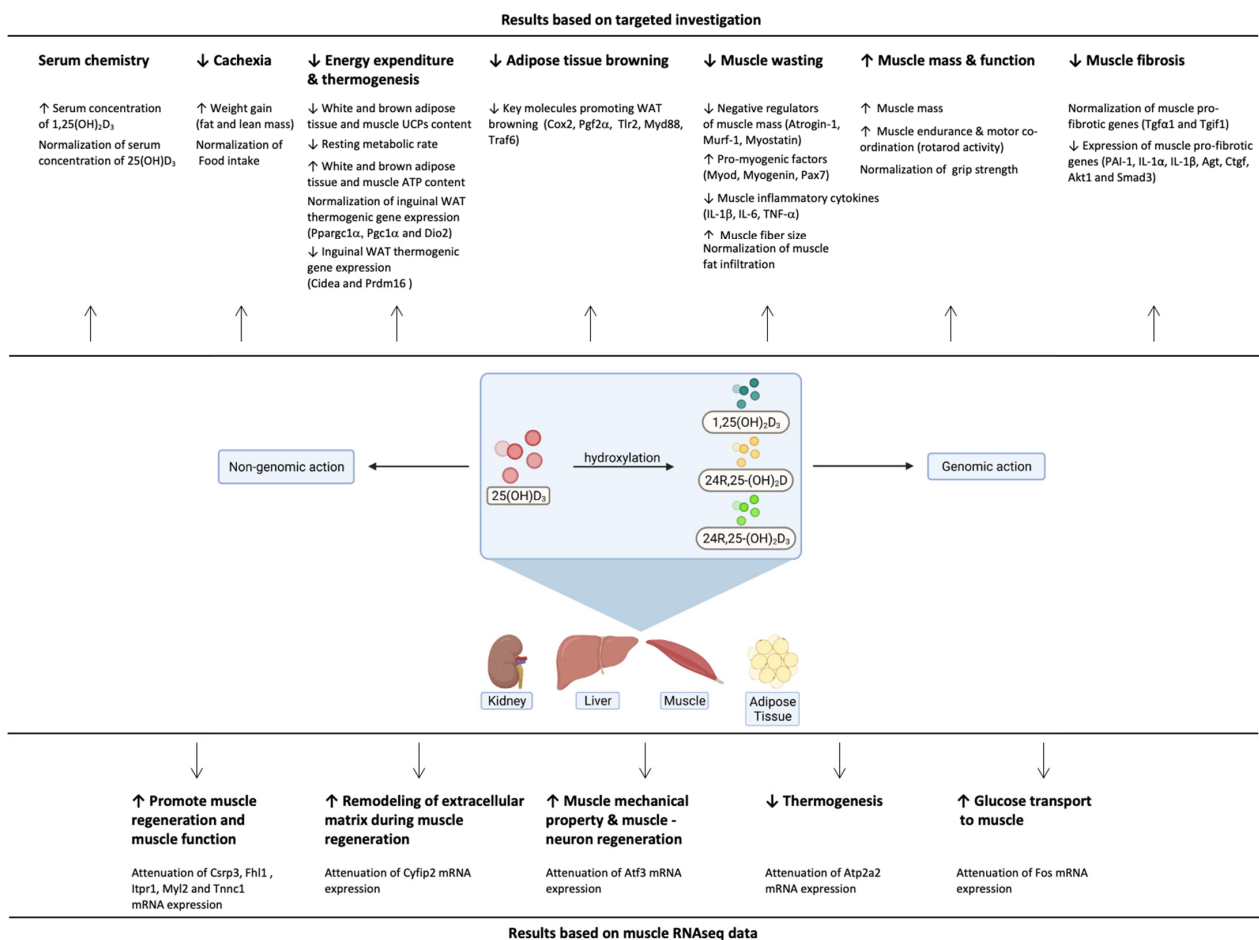 Results based on targeted investigation
Serum chemistry
↑ Serum concentration
of 1,25(OH)₂D₃
Normalization of serum
concentration of 25(OH)D₃
↓ Cachexia
↑ Weight gain
(fat and lean mass)
Normalization of
Food intake
↓ Energy expenditure
& thermogenesis
↓ White and brown adipose
tissue and muscle UCPs content
↓ Resting metabolic rate
↑ White and brown adipose
tissue and muscle ATP content
Normalization of inguinal WAT
thermogenic gene expression
(Ppargc1α, Pgc1α and Dio2)
↓ Inguinal WAT thermogenic
gene expression
(Cidea and Prdm16 )
↓ Adipose tissue browning
↓ Key molecules promoting WAT
browning (Cox2, Pgf2α, Tlr2, Myd88,
Traf6)
↓ Muscle wasting
↓ Negative regulators
of muscle mass (Atrogin-1,
Murf-1, Myostatin)
↑ Pro-myogenic factors
(Myod, Myogenin, Pax7)
↓ Muscle inflammatory cytokines
(IL-1β, IL-6, TNF-α)
↑ Muscle fiber size
Normalization of muscle
fat infiltration
↑ Muscle mass & function
↑ Muscle mass
↑ Muscle endurance & motor co-
ordination (rotarod activity)
Normalization of grip strength
↓ Muscle fibrosis
Normalization of muscle pro-
fibrotic genes (Tgfα1 and Tgif1)
↓ Expression of muscle pro-fibrotic
genes (PAI-1, IL-1α, IL-1β, Agt, Ctgf,
Akt1 and Smad3)
Non-genomic action
25(OH)D₃
hydroxylation
1,25(OH)₂D₃
24R,25-(OH)₂D
24R,25-(OH)₂D₃
Genomic action
Kidney
Liver
Muscle
Adipose
Tissue
↑ Promote muscle
regeneration and
muscle function
Attenuation of Csrp3, Fhl1 ,
Itpr1, Myl2 and Tnnc1
mRNA expression
↑ Remodeling of extracellular
matrix during muscle
regeneration
Attenuation of Cyfip2 mRNA
expression
↑ Muscle mechanical
property & muscle -
neuron regeneration
Attenuation of Atf3 mRNA
expression
↓ Thermogenesis
Attenuation of Atp2a2
mRNA expression
↑ Glucose transport
to muscle
Attenuation of Fos mRNA
expression
Results based on muscle RNAseq data